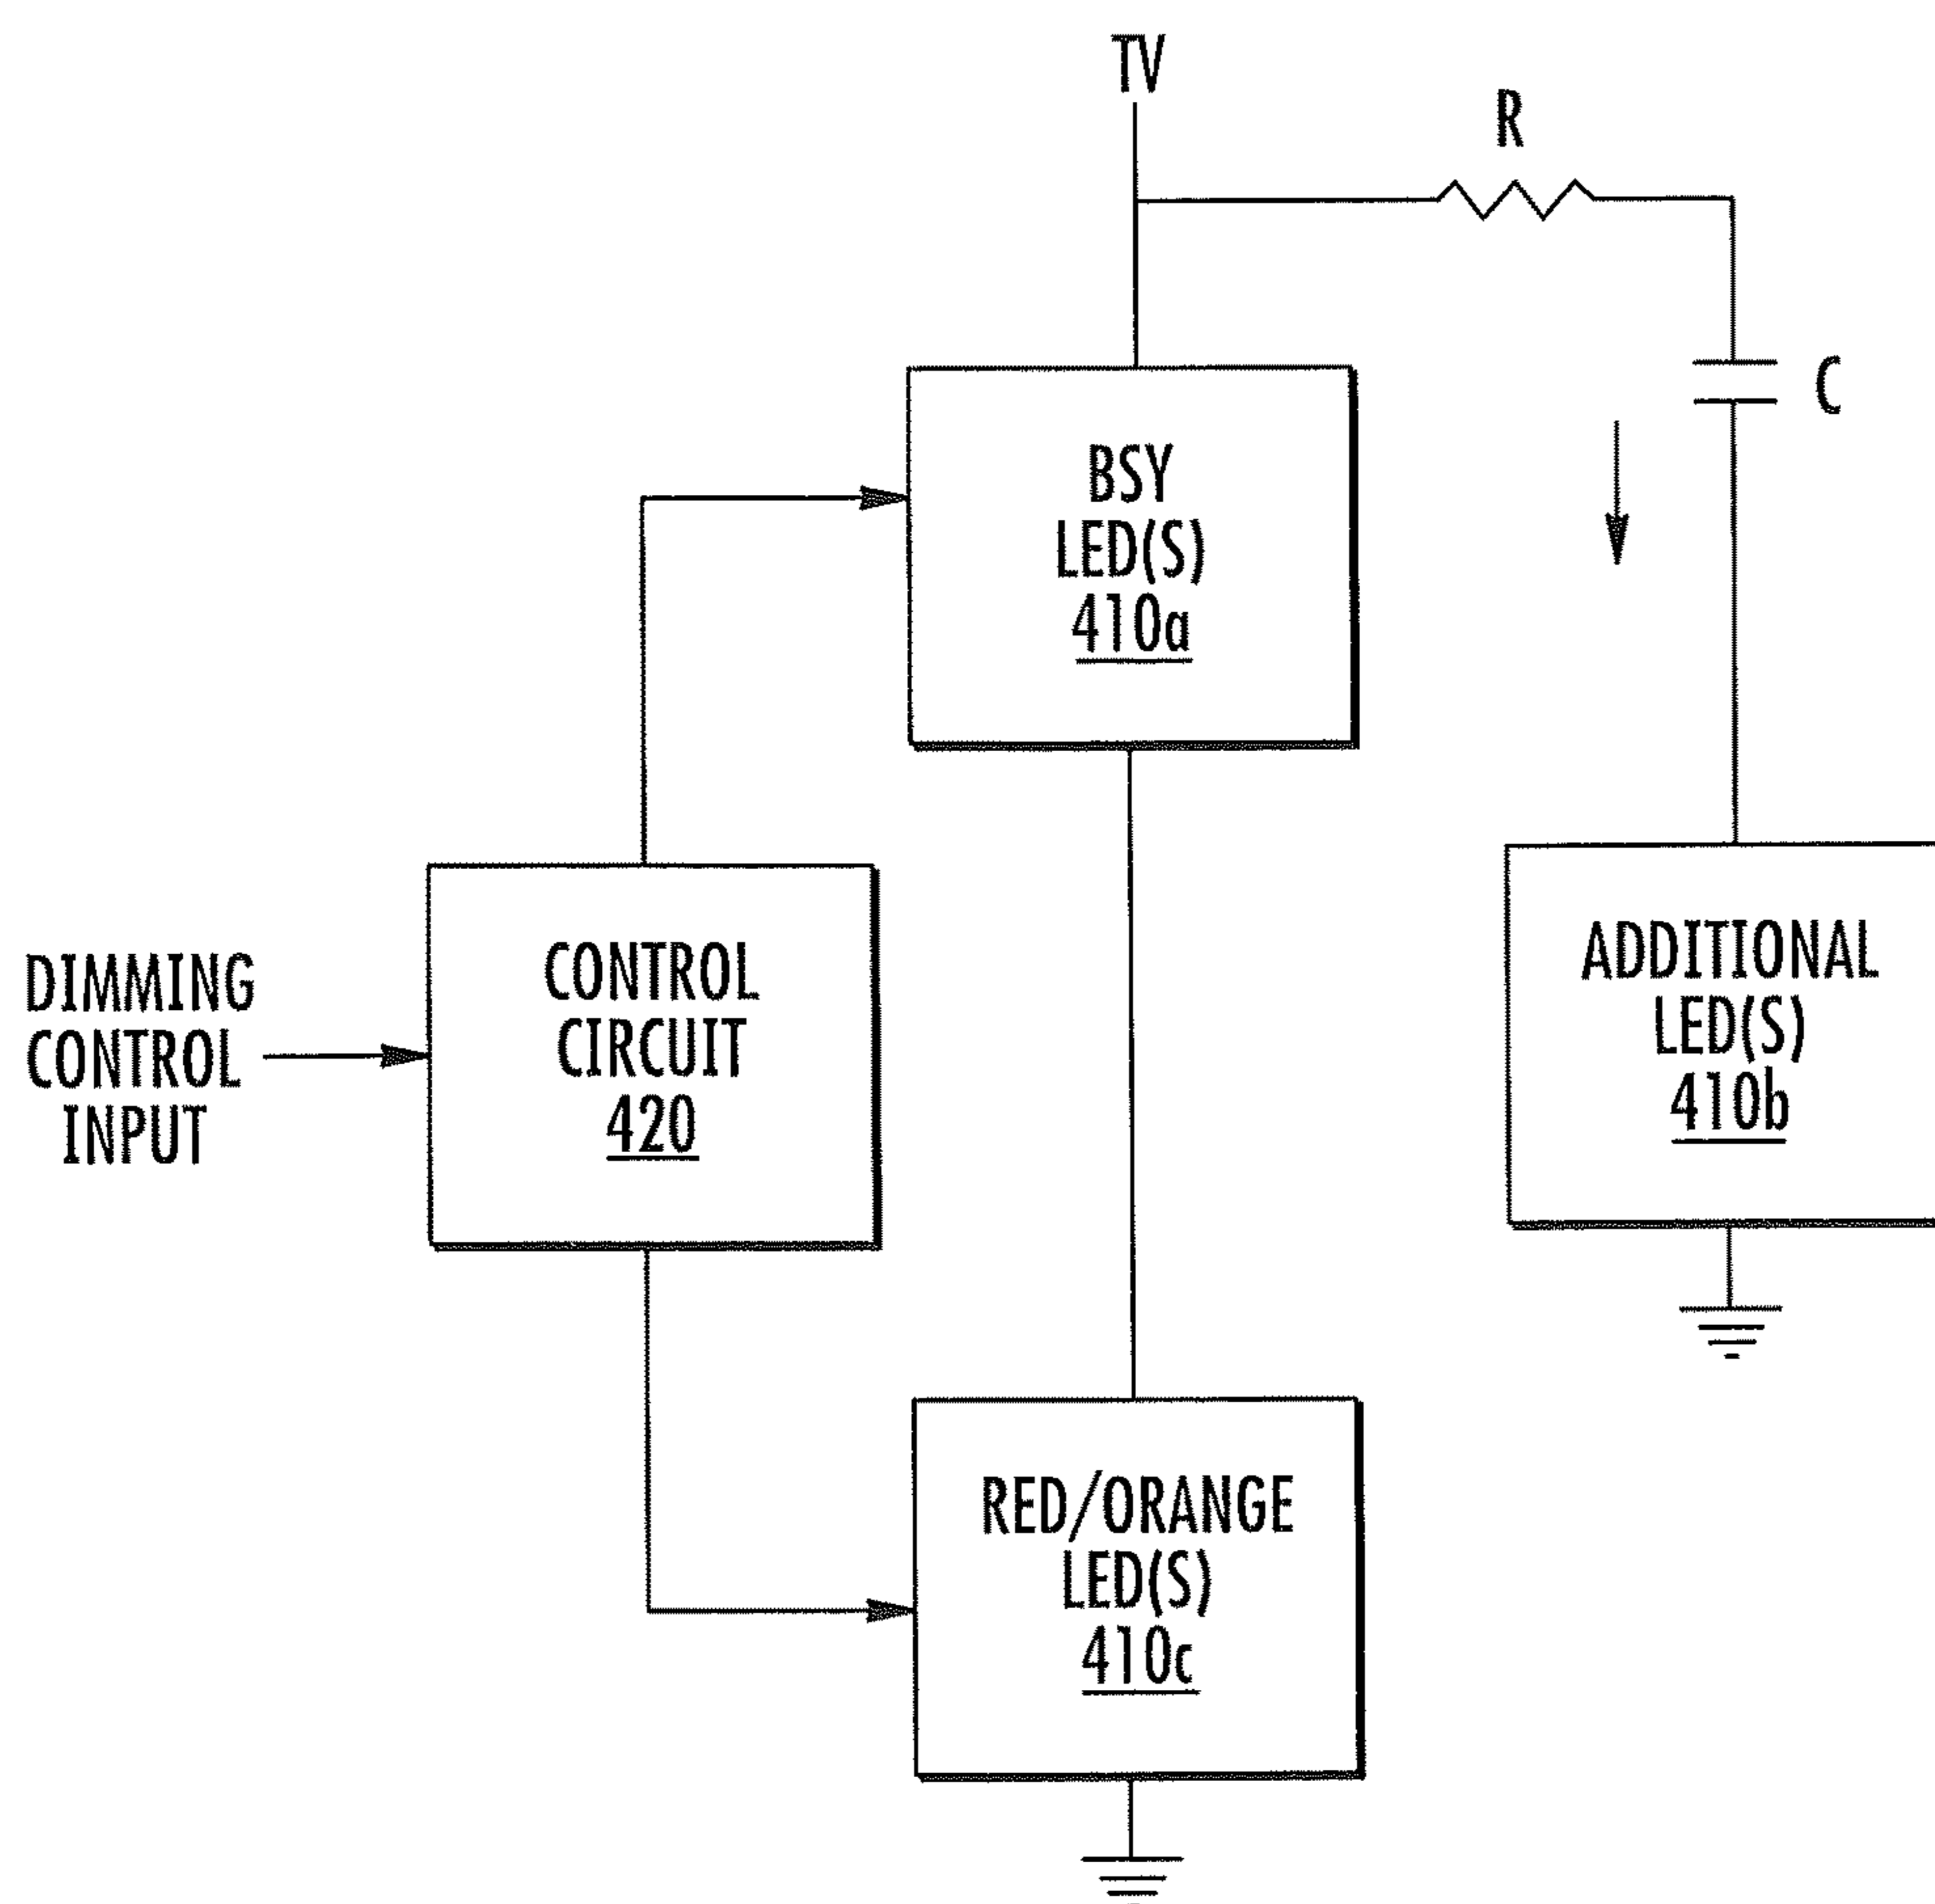 TV
R
C
BSY
LED(S)
410a
DIMMING
CONTROL
INPUT
CONTROL
CIRCUIT
420
ADDITIONAL
LED(S)
410b
RED/ORANGE
LED(S)
410c